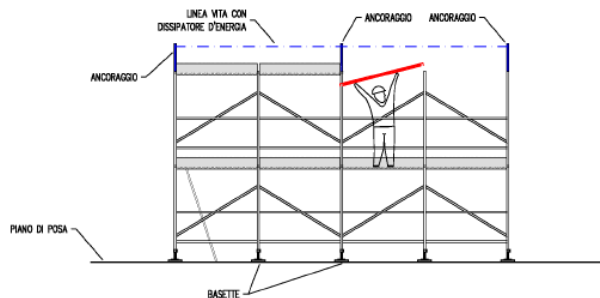 LINEA VITA CON
DISSIPATORE D'ENERGIA
ANCORAGGIO
ANCORAGGIO
ANCORAGGIO
PIANO DI POSA
BASETTE